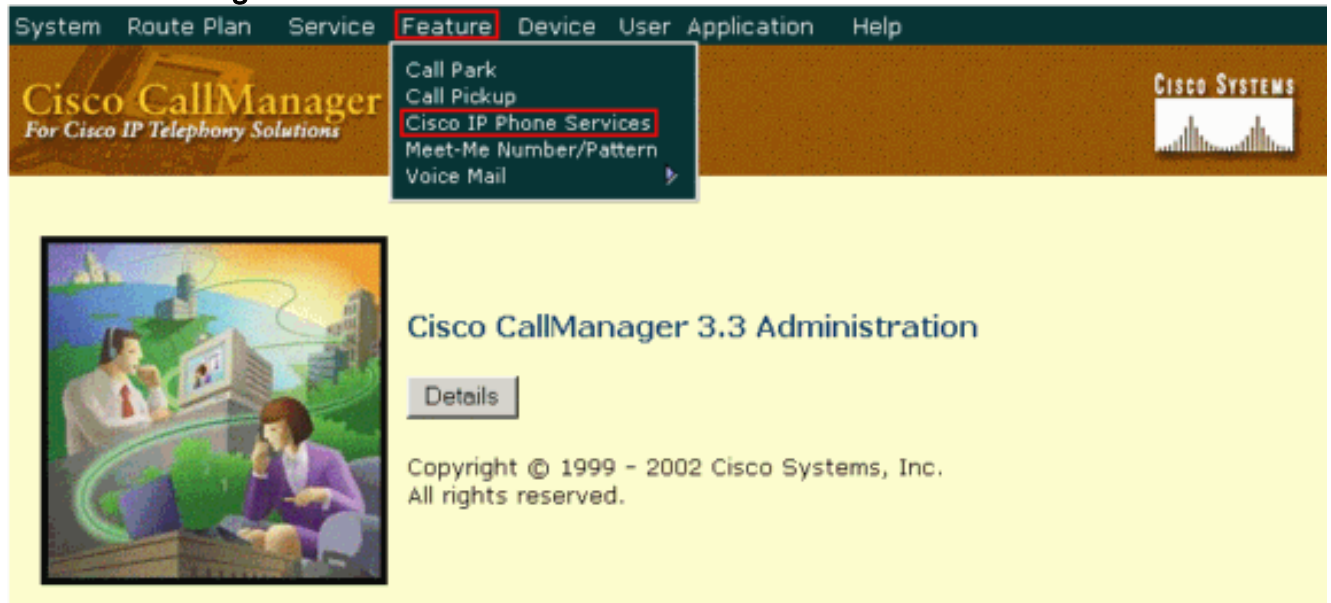 System Route Plan Service Feature Device User Application Help
Cisco CallManager
For Cisco IP Telephony Solutions
Call Park
Call Pickup
Cisco IP Phone Services
Meet-Me Number/Pattern
Voice Mail
CISCO SYSTEMS
Cisco CallManager 3.3 Administration
Details
Copyright © 1999 - 2002 Cisco Systems, Inc.
All rights reserved.